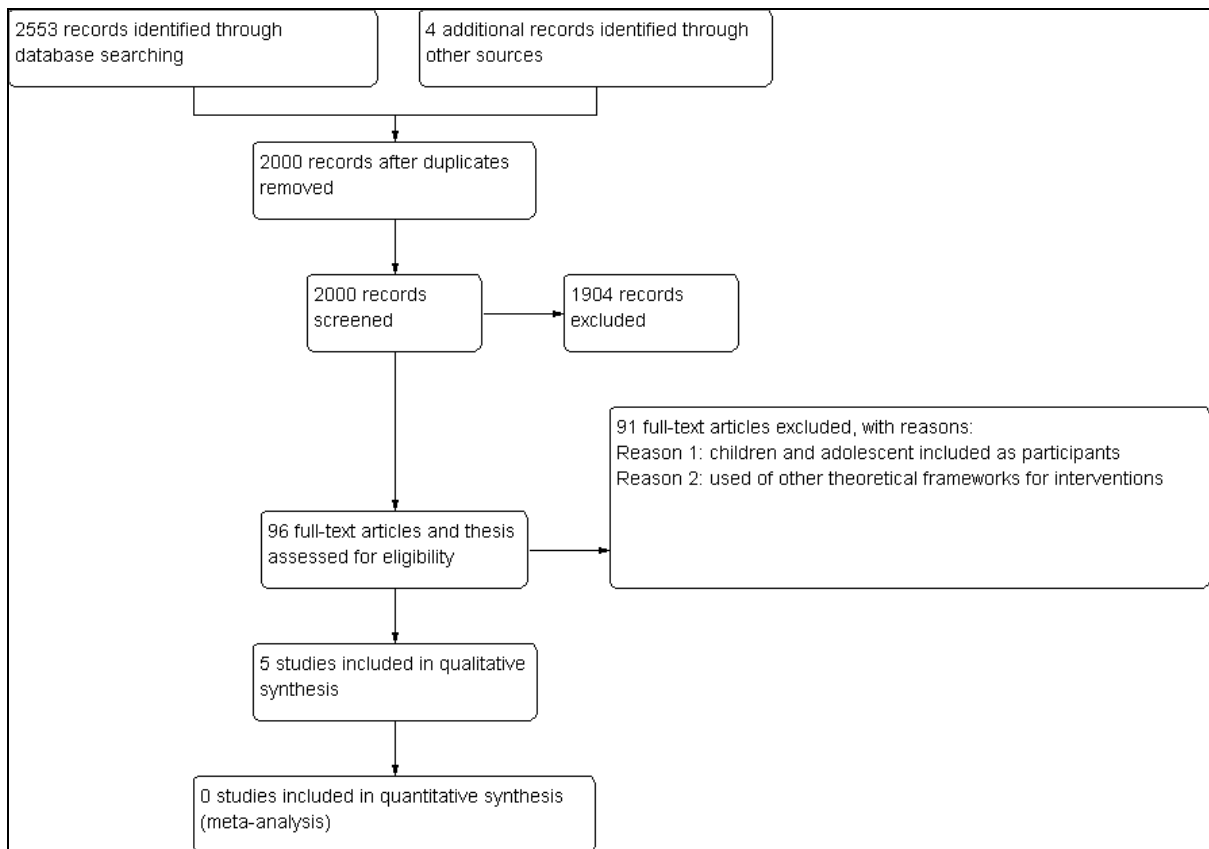 2553 records identified through
database searching
4 additional records identified through
other sources
2000 records after duplicates
removed
2000 records
screened
1904 records
excluded
91 full-text articles excluded, with reasons:
Reason 1: children and adolescent included as participants
Reason 2: used of other theoretical frameworks for interventions
96 full-text articles and thesis
assessed for eligibility
5 studies included in qualitative
synthesis
0 studies included in quantitative synthesis
(meta-analysis)